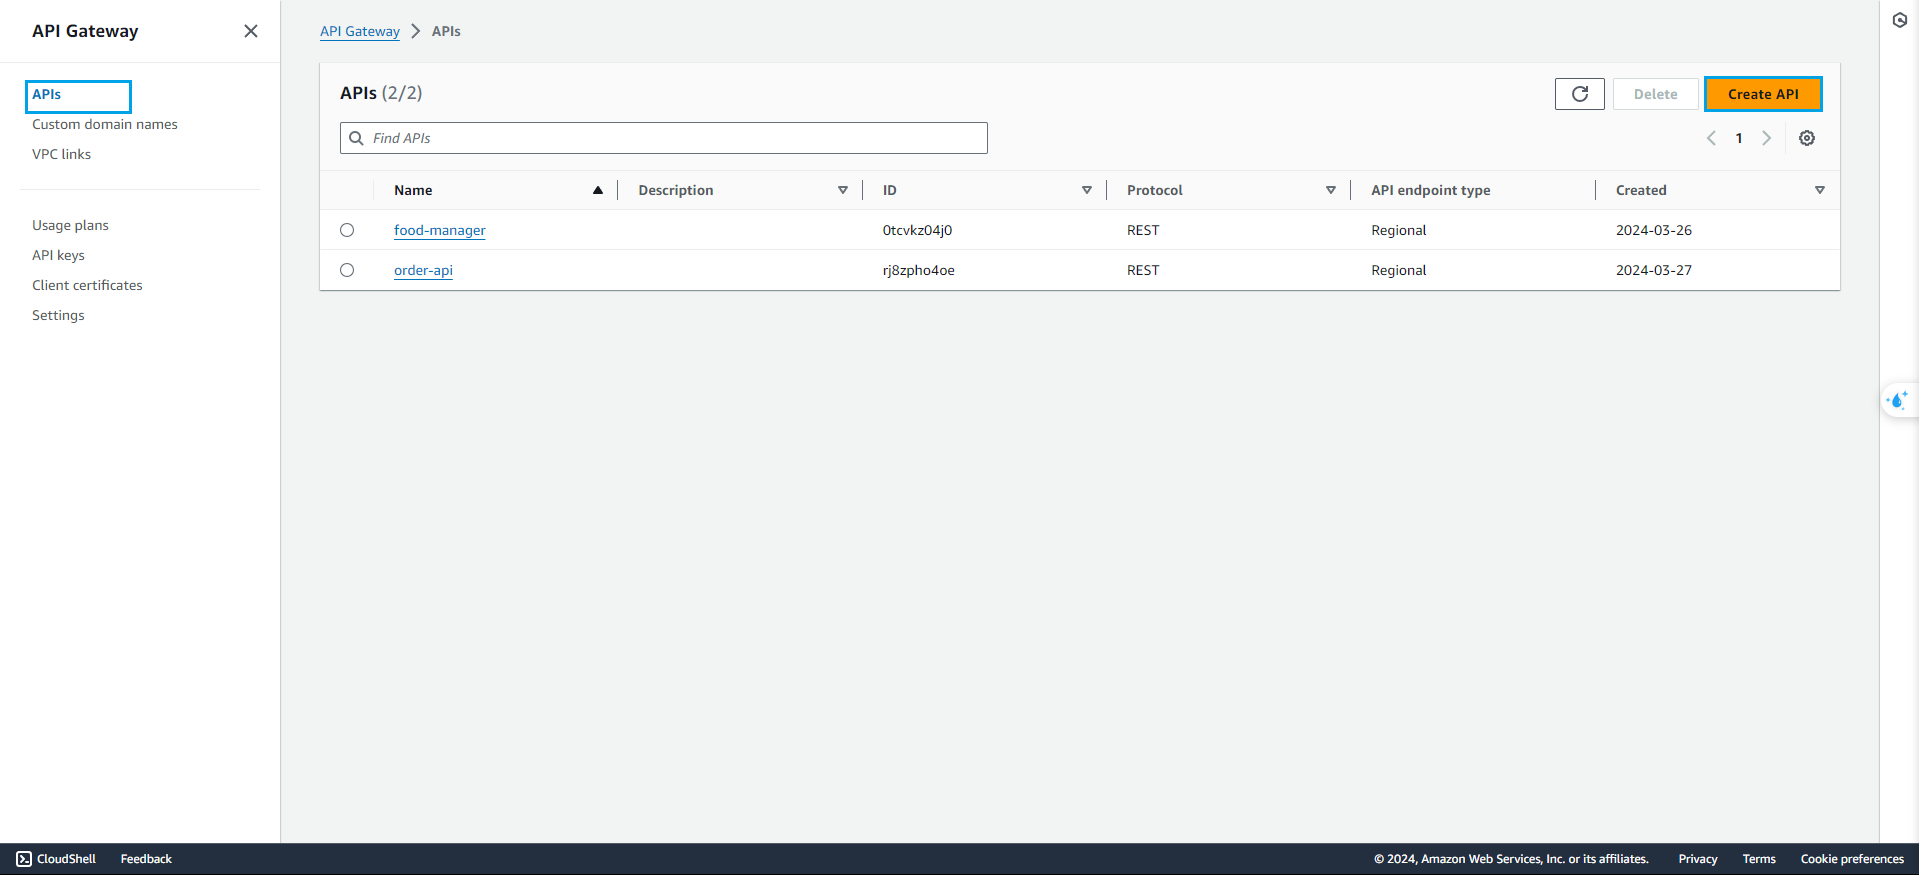 API Gateway
APIs
Custom domain names
VPC links
Usage plans
API keys
Client certificates
Settings
API Gateway APIs
APIs (2/2)
Delete
Create API
Find APIs
1
Name Description ID Protocol API endpoint type Created
food-manager 0tcvkz04j0 REST Regional 2024-03-26
order-api rj8zpho4oe REST Regional 2024-03-27
CloudShell Feedback © 2024, Amazon Web Services, Inc. or its affiliates. Privacy Terms Cookie preferences